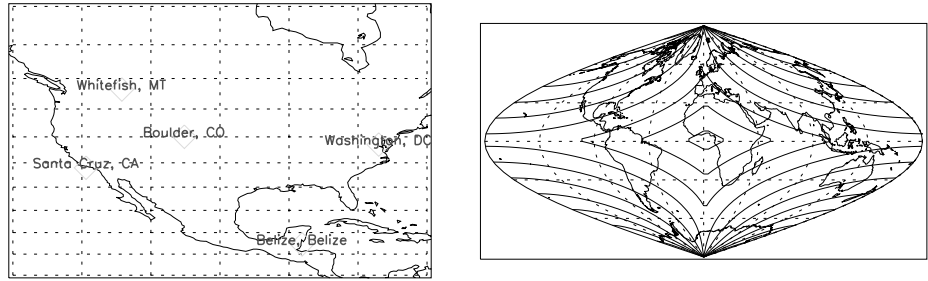 Whitefish, MT
Boulder, CO
Washington, DC
Santa Cruz, CA
Belize, Belize